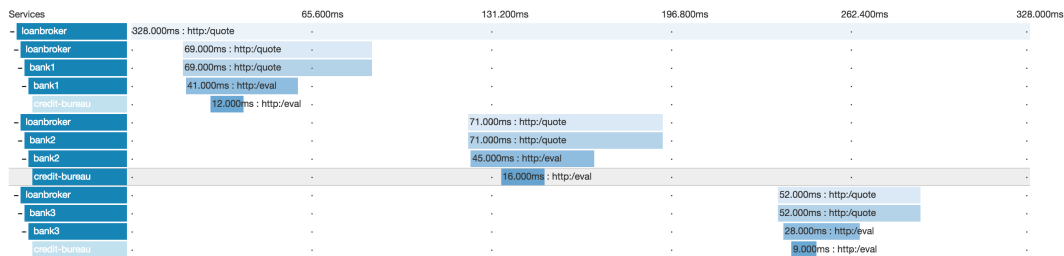 Services 65.600ms 131.200ms 196.800ms 262.400ms 328.000ms
- loanbroker 328.000ms : http:/quote
- loanbroker 69.000ms : http:/quote
- bank1 69.000ms : http:/quote
- bank1 41.000ms : http:/eval
credit-bureau 12.000ms : http:/eval
- loanbroker 71.000ms : http:/quote
- bank2 71.000ms : http:/quote
- bank2 45.000ms : http:/eval
credit-bureau 16.000ms : http:/eval
- loanbroker 52.000ms : http:/quote
- bank3 52.000ms : http:/quote
- bank3 28.000ms : http:/eval
credit-bureau 9.000ms : http:/eval